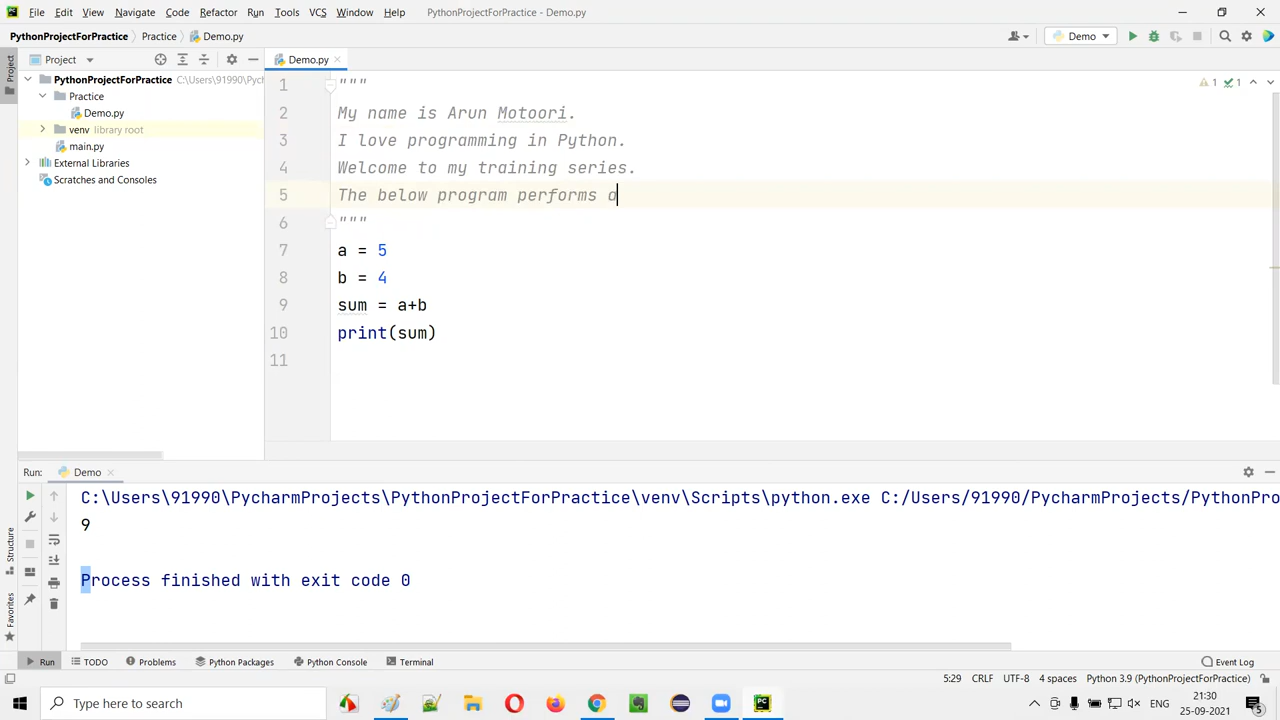 File Edit View Navigate Code Refactor Run Tools VCS Window Help PythonProjectForPractice - Demo.py
PythonProjectForPractice Practice Demo.py Demo
Project Demo.py
Project
PythonProjectForPractice C:\Users\91990\PyCh
Practice
Demo.py
venv library root
main.py
External Libraries
Scratches and Consoles
1 """
2 My name is Arun Motoori.
3 I love programming in Python.
4 Welcome to my training series.
5 The below program performs a
6 """
7 a = 5
8 b = 4
9 sum = a+b
10 print(sum)
11
1 1
Run: Demo
C:\Users\91990\PycharmProjects\PythonProjectForPractice\venv\Scripts\python.exe C:/Users/91990/PycharmProjects/PythonPro
9
Process finished with exit code 0
Structure
Favorites
Run TODO Problems Python Packages Python Console Terminal Event Log
5:29 CRLF UTF-8 4 spaces Python 3.9 (PythonProjectForPractice)
Type here to search
ENG
21:30
25-09-2021
5